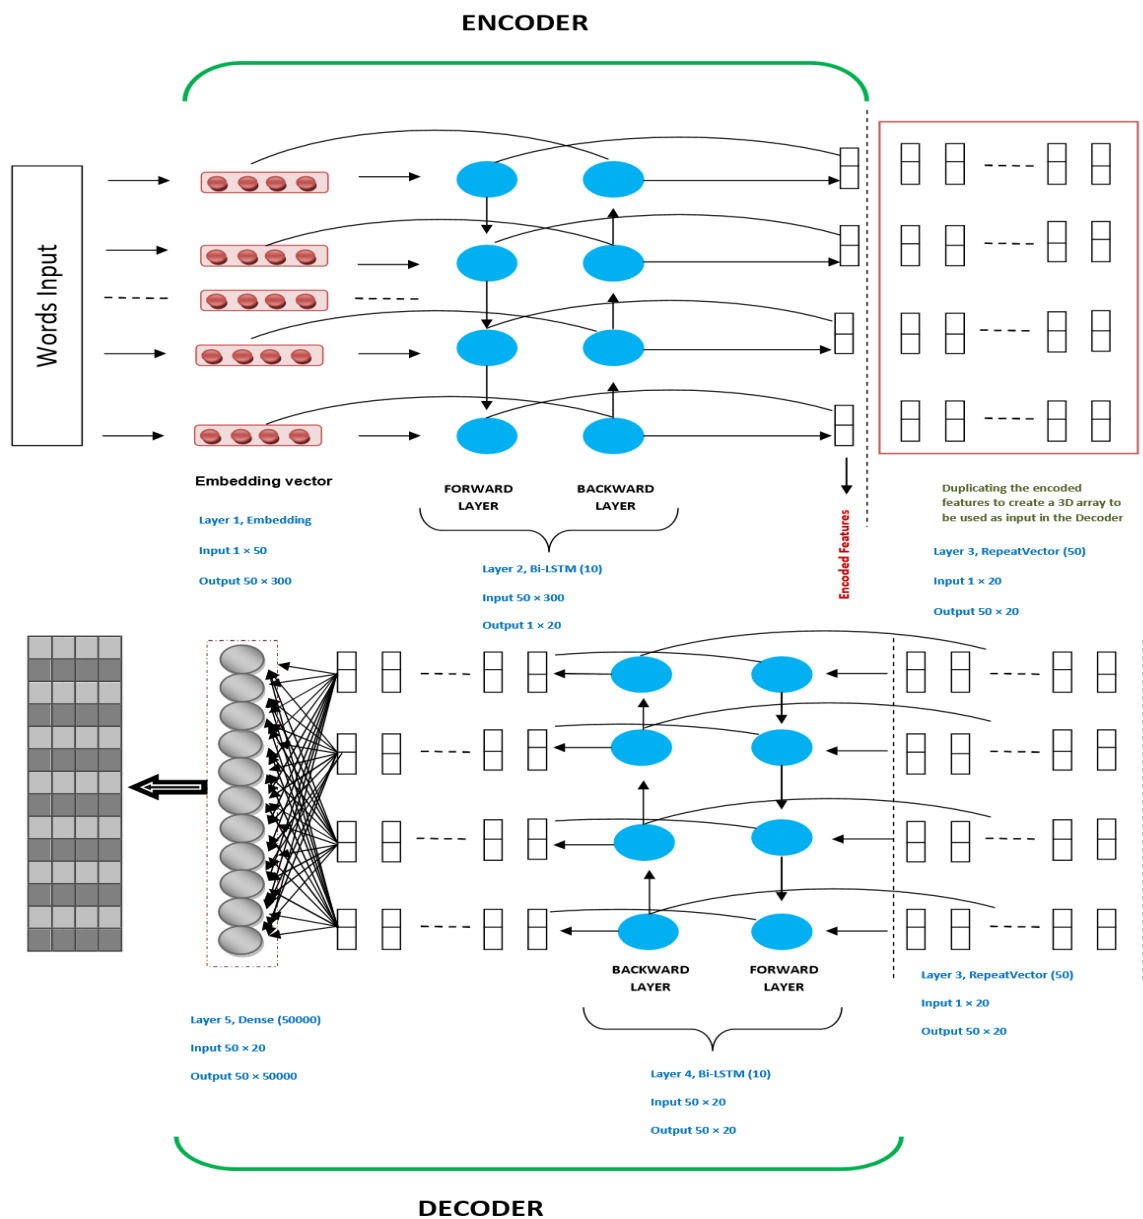 ENCODER
Words Input
Embedding vector
Layer 1, Embedding
Input 1 × 50
Output 50 × 300
FORWARD
LAYER
BACKWARD
LAYER
Layer 2, Bi-LSTM (10)
Input 50 × 300
Output 1 × 20
Encoded Features
Duplicating the encoded
features to create a 3D array to
be used as input in the Decoder
Layer 3, RepeatVector (50)
Input 1 × 20
Output 50 × 20
BACKWARD
LAYER
FORWARD
LAYER
Layer 3, RepeatVector (50)
Input 1 × 20
Output 50 × 20
Layer 5, Dense (50000)
Input 50 × 20
Output 50 × 50000
Layer 4, Bi-LSTM (10)
Input 50 × 20
Output 50 × 20
DECODER